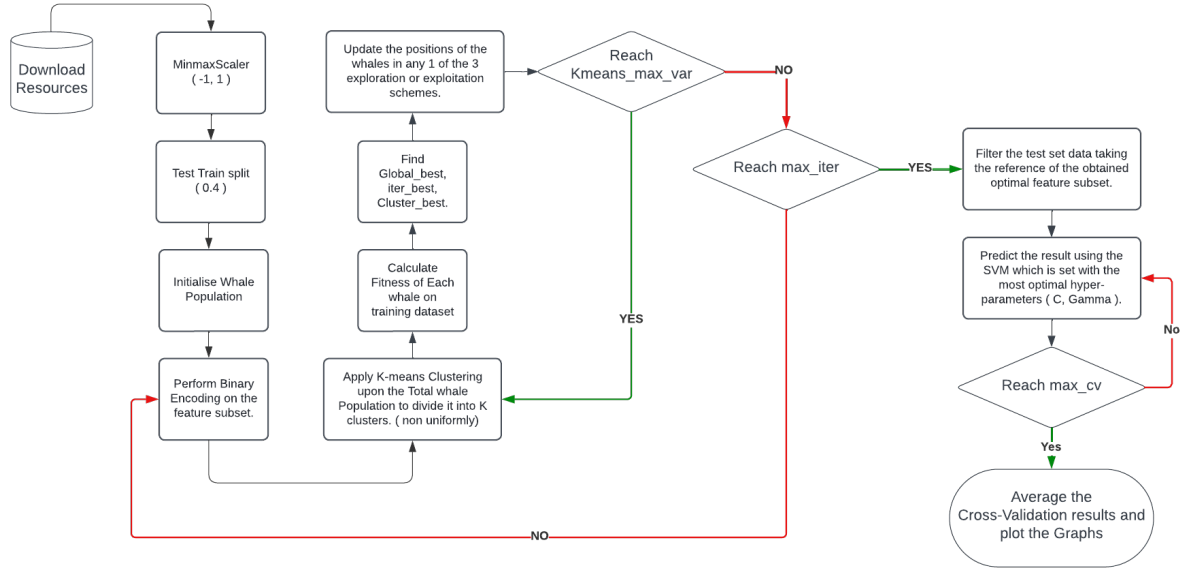 Download
Resources
MinmaxScaler
( -1, 1 )
Test Train split
( 0.4 )
Initialise Whale
Population
Perform Binary
Encoding on the
feature subset.
Apply K-means Clustering
upon the Total whale
Population to divide it into K
clusters. ( non uniformly)
Calculate
Fitness of Each
whale on
training dataset
Find
Global_best,
iter_best,
Cluster_best.
Update the positions of the
whales in any 1 of the 3
exploration or exploitation
schemes.
Reach
Kmeans_max_var
YES
NO
Reach max_iter
NO
YES
Filter the test set data taking
the reference of the obtained
optimal feature subset.
Predict the result using the
SVM which is set with the
most optimal hyper-
parameters ( C, Gamma ).
Reach max_cv
No
Yes
Average the
Cross-Validation results and
plot the Graphs